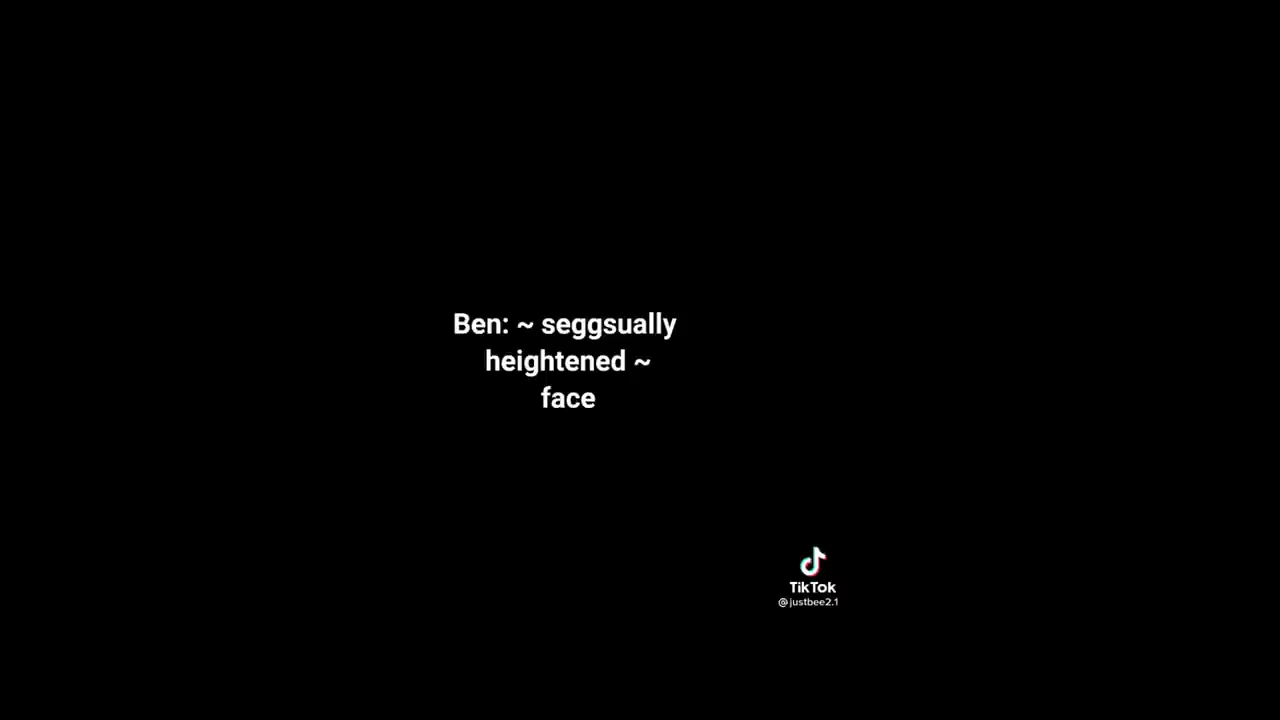 Ben: ~ seggsually
heightened ~
face
TikTok
@justbee2.1